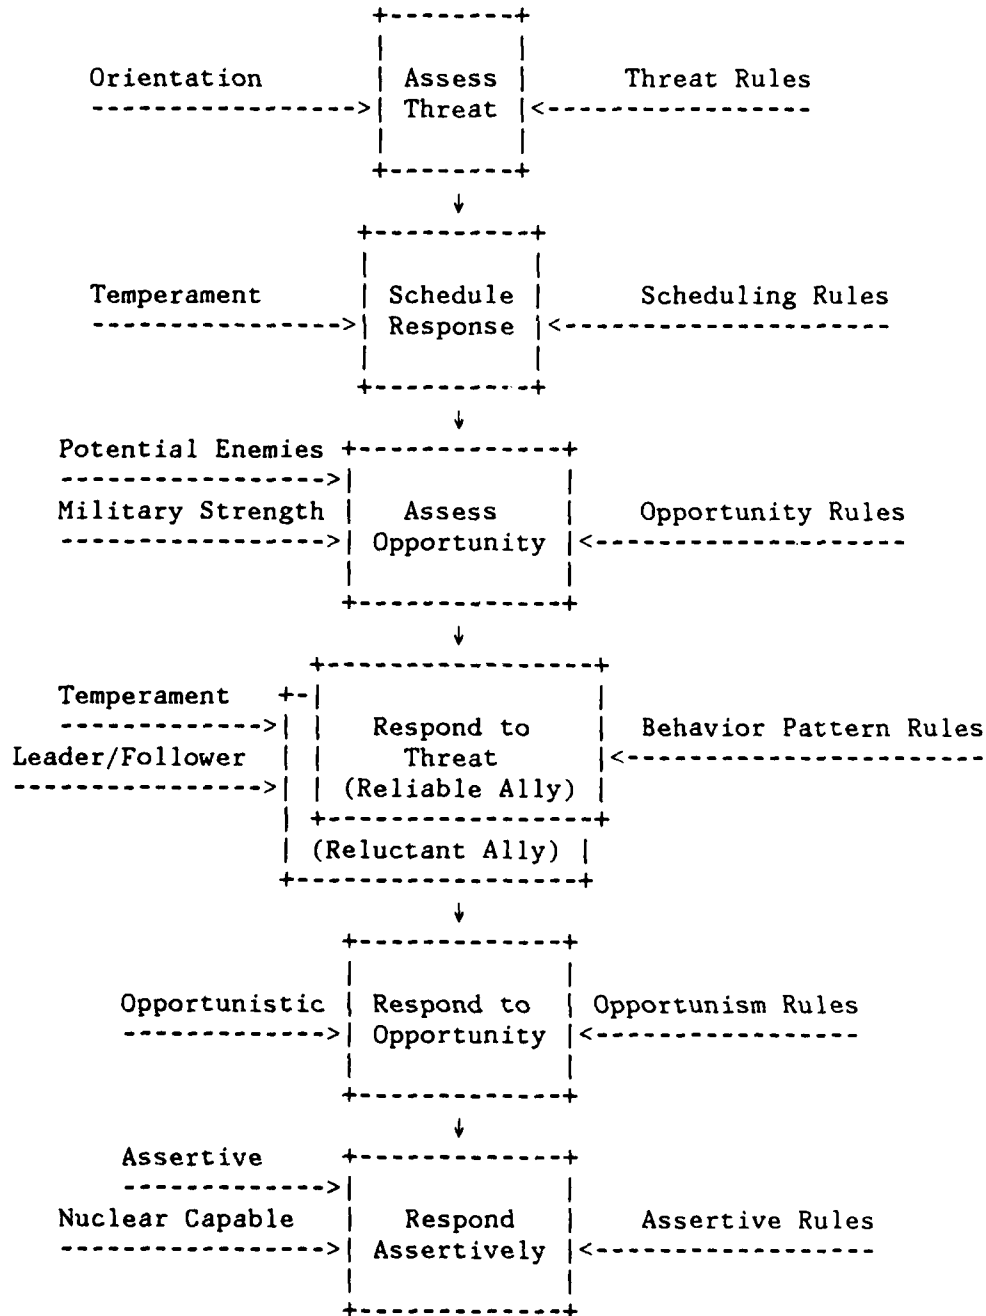 Orientation Assess Threat Rules
Threat
Temperament Schedule Scheduling Rules
Response
Potential Enemies
Military Strength Assess Opportunity Rules
Opportunity
Temperament
Respond to Behavior Pattern Rules
Leader/Follower Threat
(Reliable Ally)
(Reluctant Ally)
Opportunistic Respond to Opportunism Rules
Opportunity
Assertive
Nuclear Capable Respond Assertive Rules
Assertively